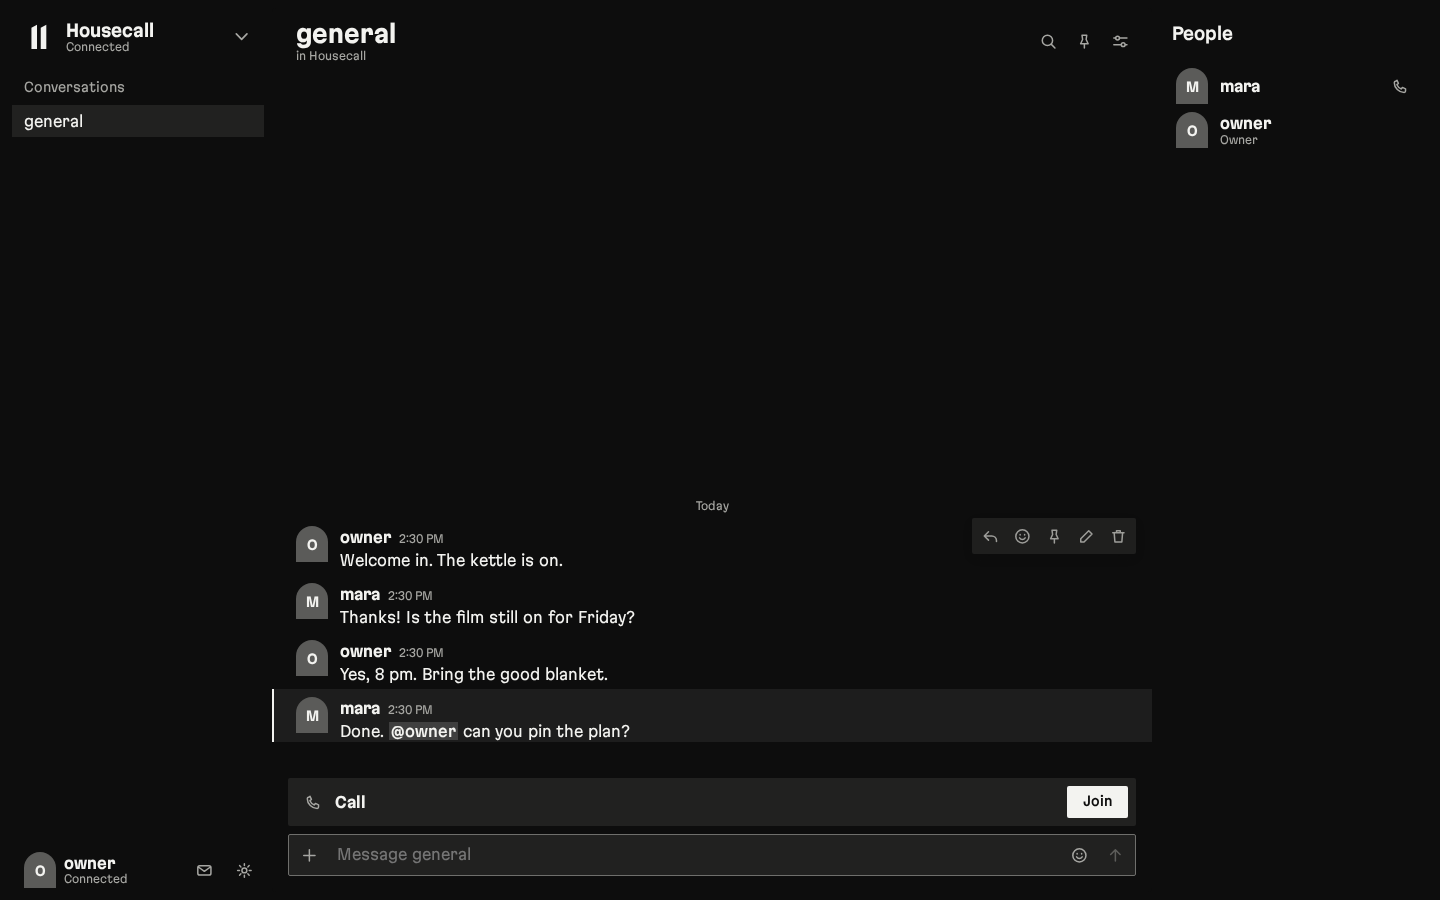 Housecall
Connected
Conversations
general
general
in Housecall
People
M
mara
O
owner
Owner
Today
O
owner 2:30 PM
Welcome in. The kettle is on.
M
mara 2:30 PM
Thanks! Is the film still on for Friday?
O
owner 2:30 PM
Yes, 8 pm. Bring the good blanket.
M
mara 2:30 PM
Done. @owner can you pin the plan?
Call
Join
Message general
O
owner
Connected